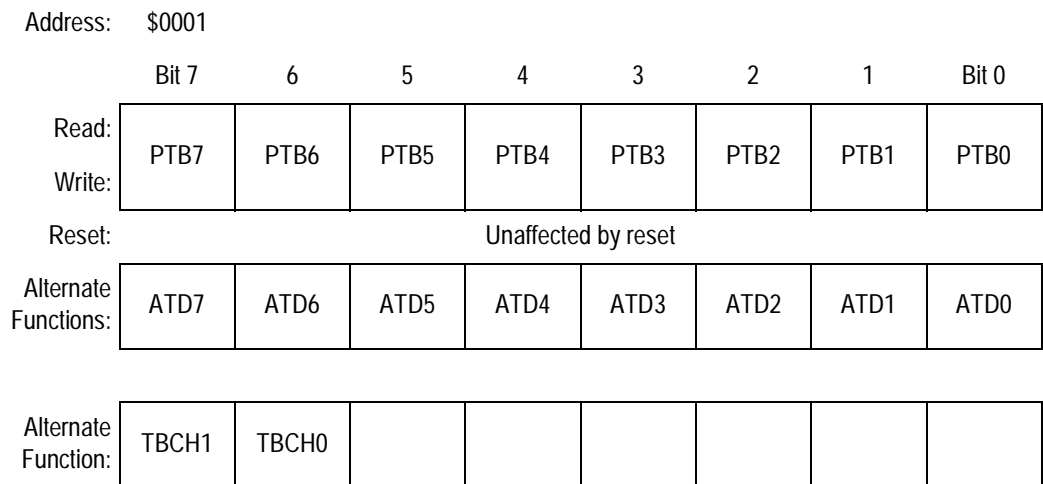 Address: $0001
Bit 7 6 5 4 3 2 1 Bit 0
Read:
PTB7 PTB6 PTB5 PTB4 PTB3 PTB2 PTB1 PTB0
Write:
Reset: Unaffected by reset
Alternate
Functions: ATD7 ATD6 ATD5 ATD4 ATD3 ATD2 ATD1 ATD0
Alternate
Function: TBCH1 TBCH0